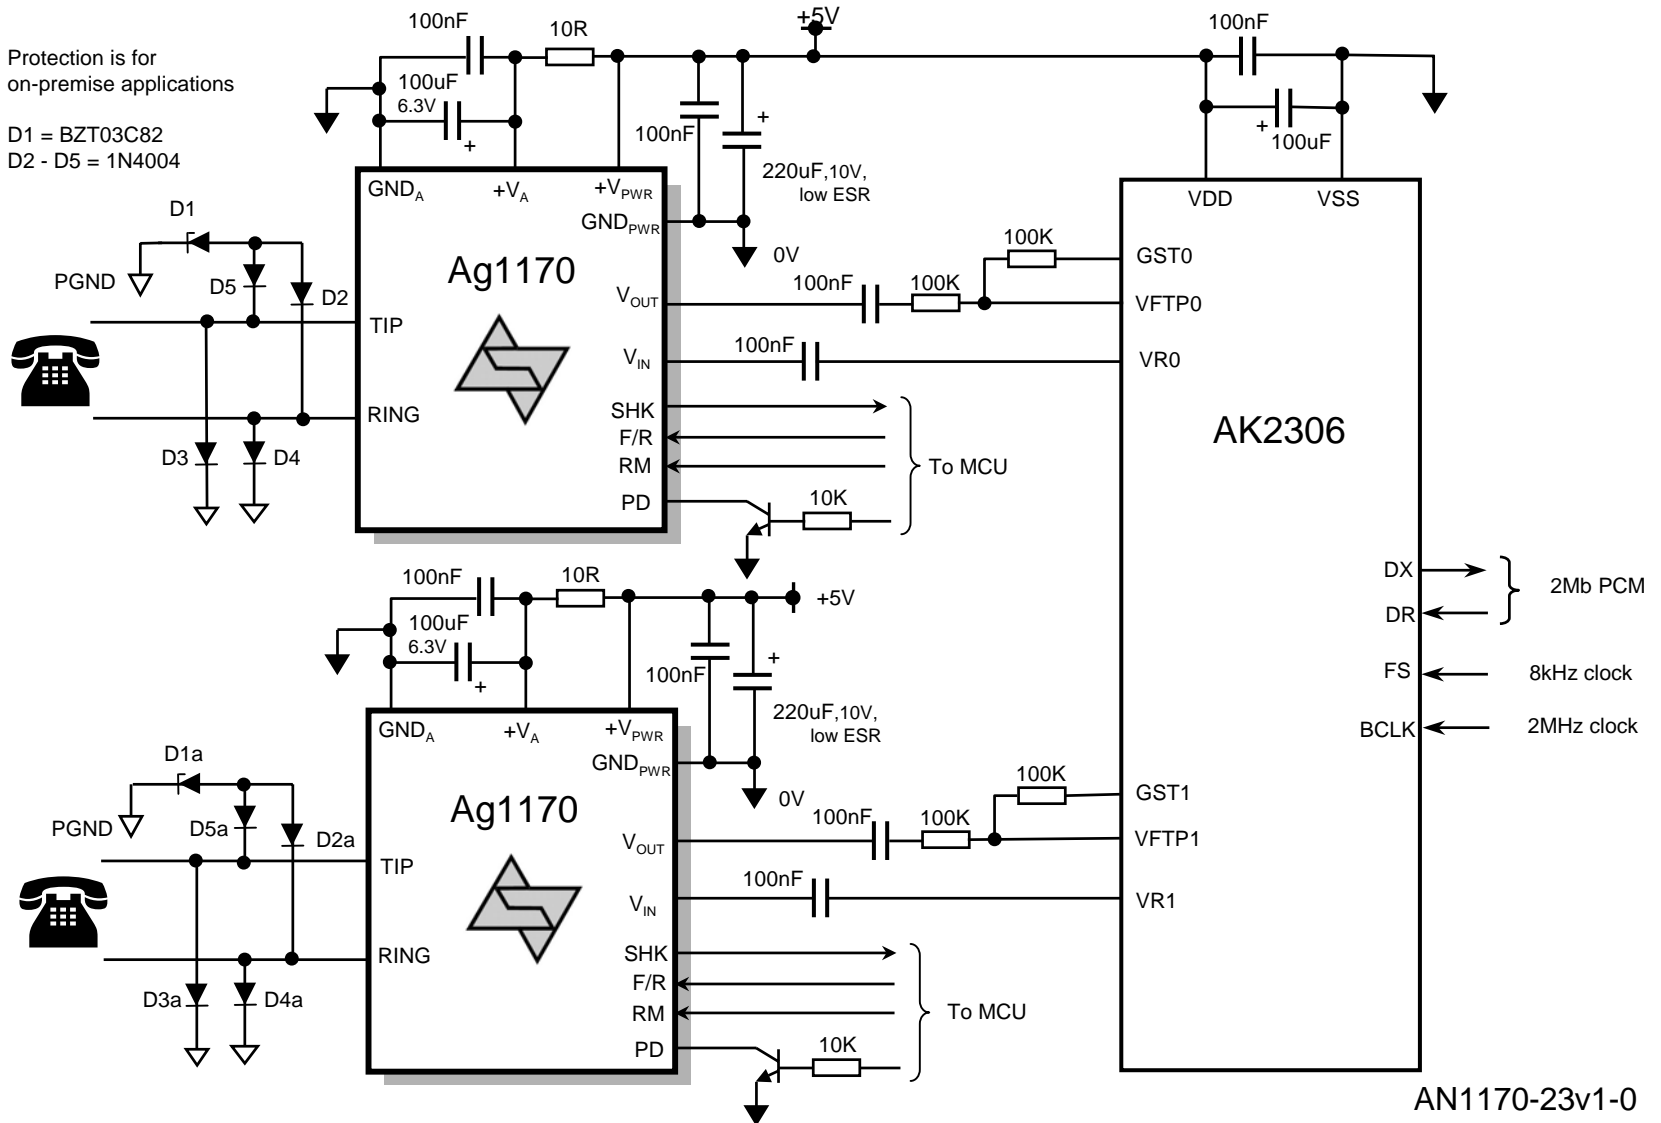 Protection is for
on-premise applications
D1 = BZT03C82
D2 - D5 = 1N4004
100nF
10R
+5V
100nF
100uF
6.3V
+
100nF
+
220uF,10V,
low ESR
+
100uF
GNDA
+VA
+VPWR
GNDPWR
0V
VDD
VSS
D1
PGND
D5
D2
Ag1170
100K
GST0
100nF
100K
VOUT
VFTP0
TIP
100nF
VIN
VR0
RING
SHK
F/R
RM
PD
To MCU
10K
D3
D4
AK2306
100nF
10R
+5V
100uF
6.3V
+
100nF
+
220uF,10V,
low ESR
DX
DR
2Mb PCM
FS
8kHz clock
BCLK
2MHz clock
GNDA
+VA
+VPWR
GNDPWR
0V
D1a
PGND
D5a
D2a
Ag1170
100K
GST1
100nF
100K
VOUT
VFTP1
TIP
100nF
VIN
VR1
RING
SHK
F/R
RM
PD
To MCU
10K
D3a
D4a
AN1170-23v1-0